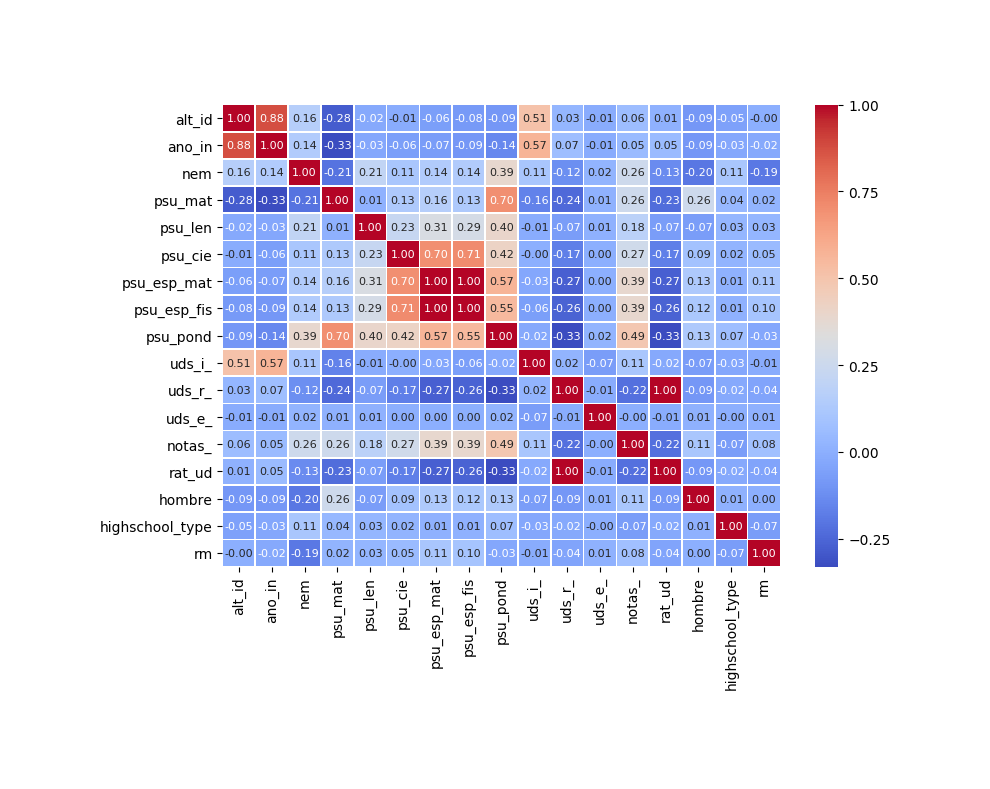 alt_id 1.00 0.88 0.16 -0.28 -0.02 -0.01 -0.06 -0.08 -0.09 0.51 0.03 -0.01 0.06 0.01 -0.09 -0.05 -0.00
ano_in 0.88 1.00 0.14 -0.33 -0.03 -0.06 -0.07 -0.09 -0.14 0.57 0.07 -0.01 0.05 0.05 -0.09 -0.03 -0.02
nem 0.16 0.14 1.00 -0.21 0.21 0.11 0.14 0.14 0.39 0.11 -0.12 0.02 0.26 -0.13 -0.20 0.11 -0.19
psu_mat -0.28 -0.33 -0.21 1.00 0.01 0.13 0.16 0.13 0.70 -0.16 -0.24 0.01 0.26 -0.23 0.26 0.04 0.02
psu_len -0.02 -0.03 0.21 0.01 1.00 0.23 0.31 0.29 0.40 -0.01 -0.07 0.01 0.18 -0.07 -0.07 0.03 0.03
psu_cie -0.01 -0.06 0.11 0.13 0.23 1.00 0.70 0.71 0.42 -0.00 -0.17 0.00 0.27 -0.17 0.09 0.02 0.05
psu_esp_mat -0.06 -0.07 0.14 0.16 0.31 0.70 1.00 1.00 0.57 -0.03 -0.27 0.00 0.39 -0.27 0.13 0.01 0.11
psu_esp_fis -0.08 -0.09 0.14 0.13 0.29 0.71 1.00 1.00 0.55 -0.06 -0.26 0.00 0.39 -0.26 0.12 0.01 0.10
psu_pond -0.09 -0.14 0.39 0.70 0.40 0.42 0.57 0.55 1.00 -0.02 -0.33 0.02 0.49 -0.33 0.13 0.07 -0.03
uds_i_ 0.51 0.57 0.11 -0.16 -0.01 -0.00 -0.03 -0.06 -0.02 1.00 0.02 -0.07 0.11 -0.02 -0.07 -0.03 -0.01
uds_r_ 0.03 0.07 -0.12 -0.24 -0.07 -0.17 -0.27 -0.26 -0.33 0.02 1.00 -0.01 -0.22 1.00 -0.09 -0.02 -0.04
uds_e_ -0.01 -0.01 0.02 0.01 0.01 0.00 0.00 0.00 0.02 -0.07 -0.01 1.00 -0.00 -0.01 0.01 -0.00 0.01
notas_ 0.06 0.05 0.26 0.26 0.18 0.27 0.39 0.39 0.49 0.11 -0.22 -0.00 1.00 -0.22 0.11 -0.07 0.08
rat_ud 0.01 0.05 -0.13 -0.23 -0.07 -0.17 -0.27 -0.26 -0.33 -0.02 1.00 -0.01 -0.22 1.00 -0.09 -0.02 -0.04
hombre -0.09 -0.09 -0.20 0.26 -0.07 0.09 0.13 0.12 0.13 -0.07 -0.09 0.01 0.11 -0.09 1.00 0.01 0.00
highschool_type -0.05 -0.03 0.11 0.04 0.03 0.02 0.01 0.01 0.07 -0.03 -0.02 -0.00 -0.07 -0.02 0.01 1.00 -0.07
rm -0.00 -0.02 -0.19 0.02 0.03 0.05 0.11 0.10 -0.03 -0.01 -0.04 0.01 0.08 -0.04 0.00 -0.07 1.00
alt_id ano_in nem psu_mat psu_len psu_cie psu_esp_mat psu_esp_fis psu_pond uds_i_ uds_r_ uds_e_ notas_ rat_ud hombre highschool_type rm
1.00
0.75
0.50
0.25
0.00
−0.25